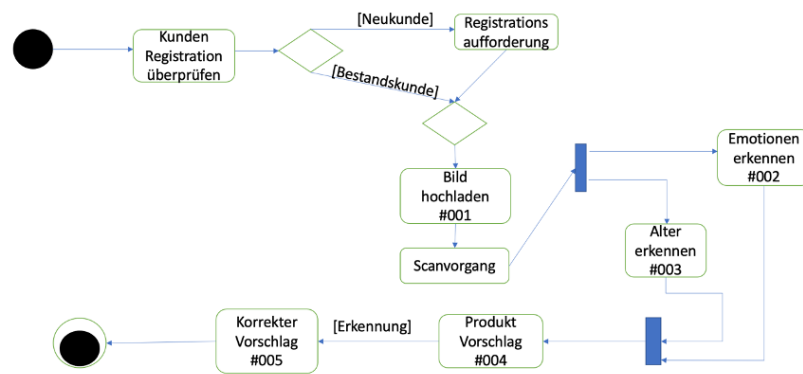 Kunden
Registration
überprüfen
[Neukunde]
Registrations
aufforderung
[Bestandskunde]
Bild
hochladen
#001
Scanvorgang
Emotionen
erkennen
#002
Alter
erkennen
#003
Produkt
Vorschlag
#004
[Erkennung]
Korrekter
Vorschlag
#005